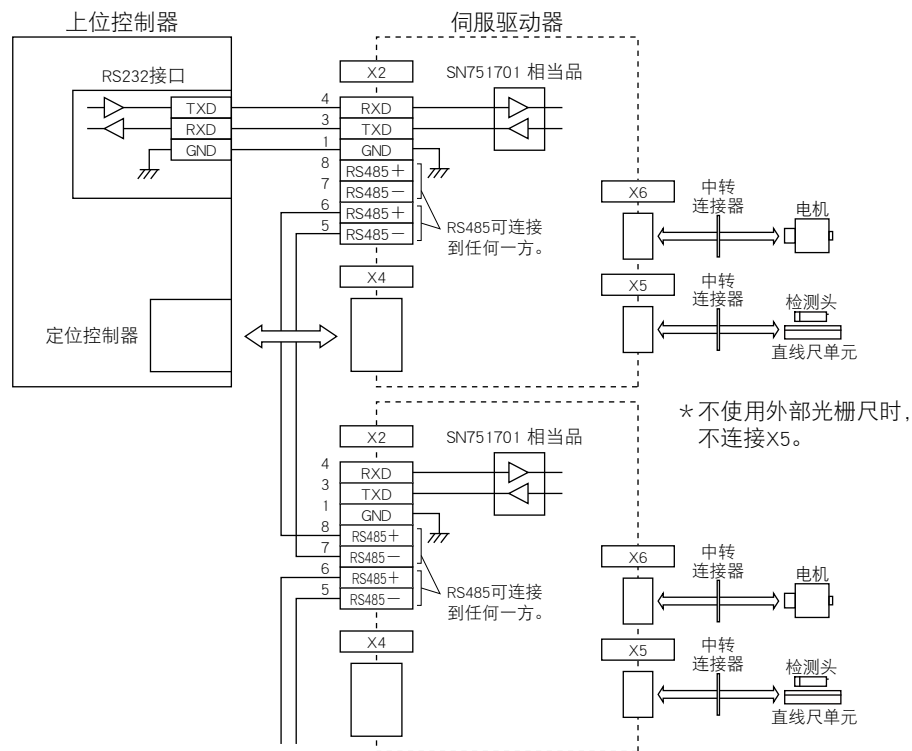 上位控制器
伺服驱动器
RS232接口
X2
SN751701 相当品
TXD
4
RXD
RXD
3
TXD
GND
1
GND
8
RS485＋
7
RS485－
6
RS485＋
5
RS485－
RS485可连接
到任何一方。
X6
中转
连接器
电机
X4
X5
中转
连接器
检测头
直线尺单元
定位控制器
＊不使用外部光栅尺时，
不连接X5。
X2
SN751701 相当品
4
RXD
3
TXD
1
GND
8
RS485＋
7
RS485－
6
RS485＋
5
RS485－
RS485可连接
到任何一方。
X6
中转
连接器
电机
X4
X5
中转
连接器
检测头
直线尺单元